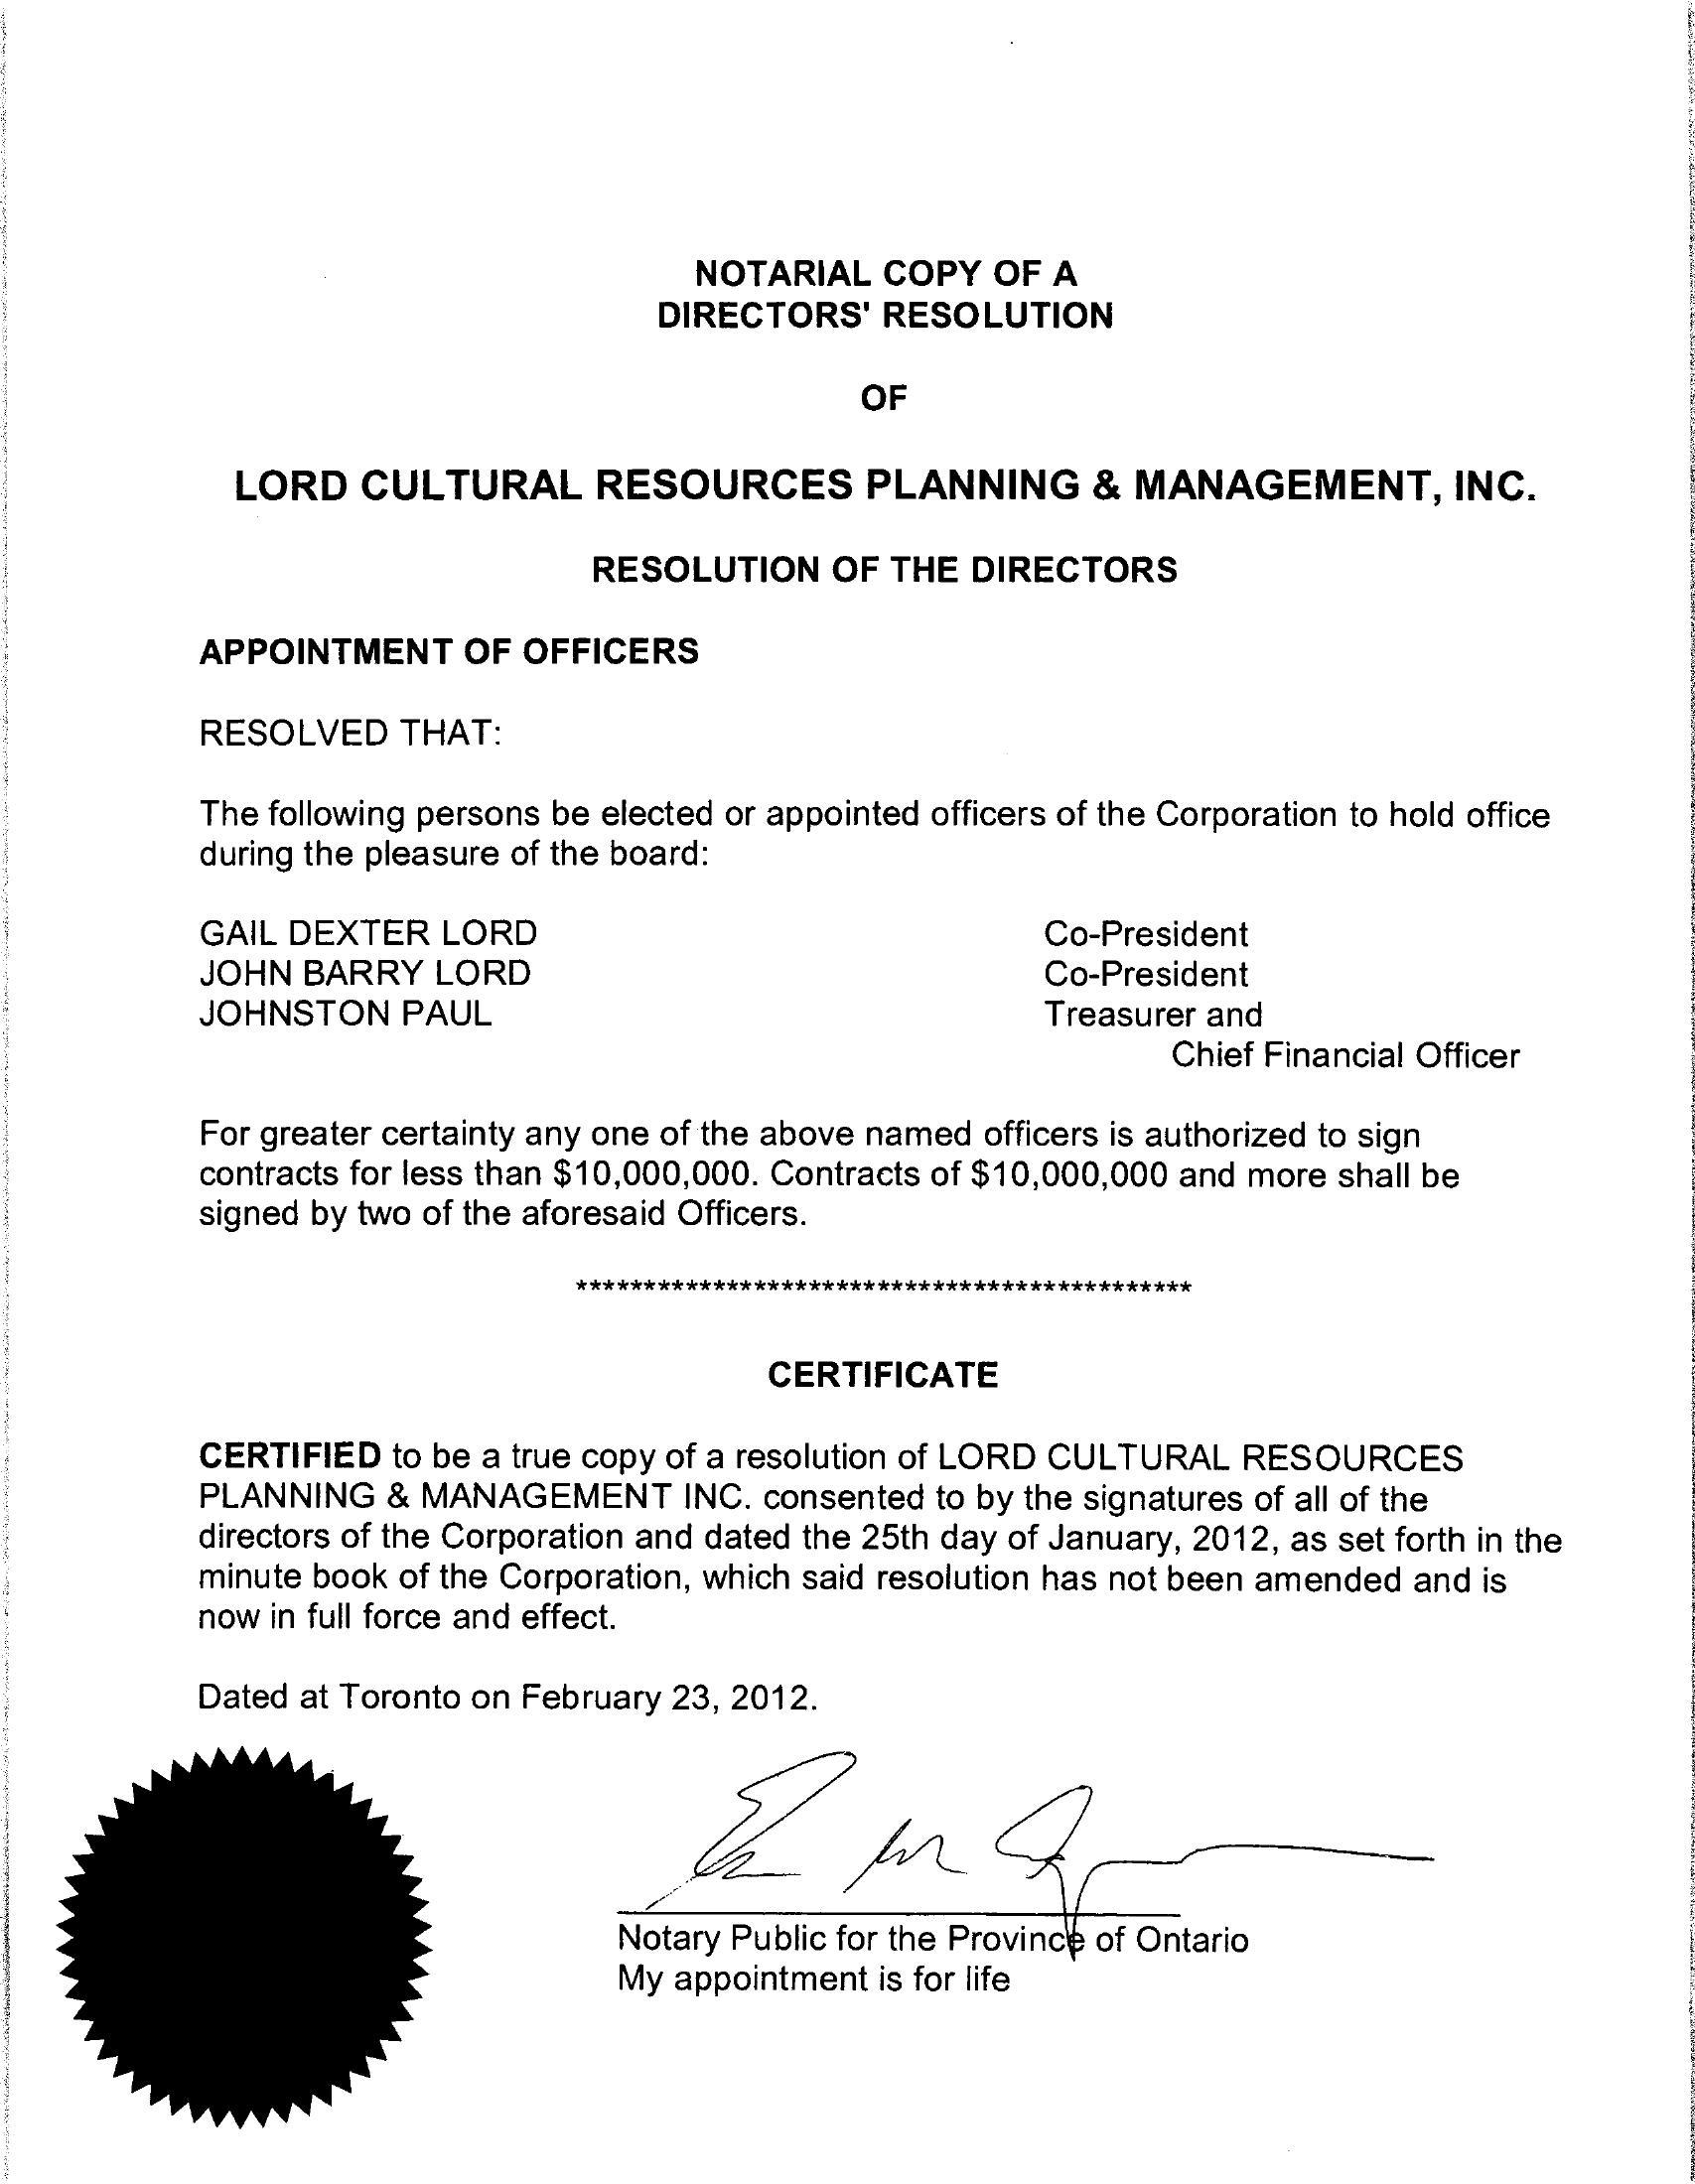 NOTARIAL COPY OF A
DIRECTORS' RESOLUTION
OF
LORD CULTURAL RESOURCES PLANNING & MANAGEMENT, INC.
RESOLUTION OF THE DIRECTORS
APPOINTMENT OF OFFICERS
RESOLVED THAT:
The following persons be elected or appointed officers of the Corporation to hold office
during the pleasure of the board:
GAIL DEXTER LORD Co-President
JOHN BARRY LORD Co-President
JOHNSTON PAUL Treasurer and
Chief Financial Officer
For greater certainty any one of the above named officers is authorized to sign
contracts for less than $10,000,000. Contracts of $10,000,000 and more shall be
signed by two of the aforesaid Officers.
*********************************************
CERTIFICATE
CERTIFIED to be a true copy of a resolution of LORD CULTURAL RESOURCES
PLANNING & MANAGEMENT INC. consented to by the signatures of all of the
directors of the Corporation and dated the 25th day of January, 2012, as set forth in the
minute book of the Corporation, which said resolution has not been amended and is
now in full force and effect.
Dated at Toronto on February 23, 2012.
Notary Public for the Province of Ontario
My appointment is for life